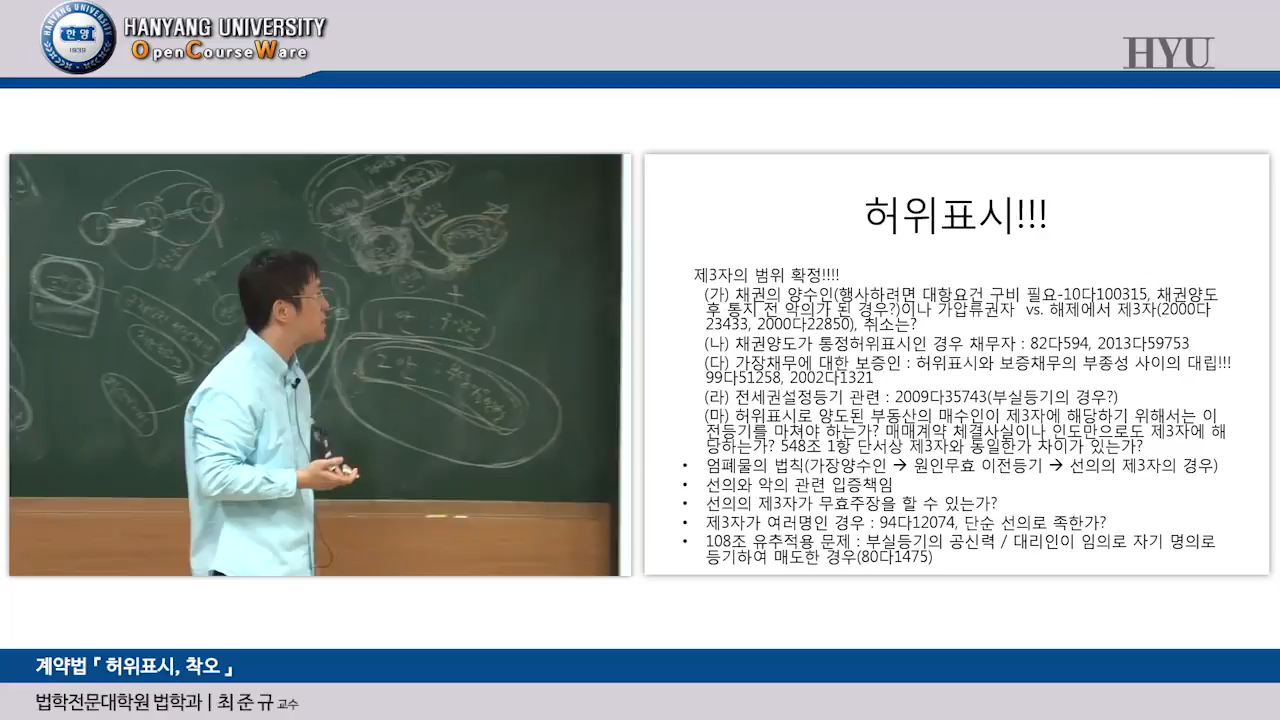 HANYANG UNIVERSITY
OpenCourseWare
HANYANG UNIVERSITY
한양
1939
HYU
1안 :
2안 :
허위표시!!!
제3자의 범위 확정!!!!
(가) 채권의 양수인(행사하려면 대항요건 구비 필요-10다100315, 채권양도
후 통지 전 악의가 된 경우?)이나 가압류권자 vs. 해제에서 제3자(2000다
23433, 2000다22850), 취소는?
(나) 채권양도가 통정허위표시인 경우 채무자 : 82다594, 2013다59753
(다) 가장채무에 대한 보증인 : 허위표시와 보증채무의 부종성 사이의 대립!!!
99다51258, 2002다1321
(라) 전세권설정등기 관련 : 2009다35743(부실등기의 경우?)
(마) 허위표시로 양도된 부동산의 매수인이 제3자에 해당하기 위해서는 이
전등기를 마쳐야 하는가? 매매계약 체결사실이나 인도만으로도 제3자에 해
당하는가? 548조 1항 단서상 제3자와 동일한가 차이가 있는가?
• 엄폐물의 법칙(가장양수인 → 원인무효 이전등기 → 선의의 제3자의 경우)
• 선의와 악의 관련 입증책임
• 선의의 제3자가 무효주장을 할 수 있는가?
• 제3자가 여러명인 경우 : 94다12074, 단순 선의로 족한가?
• 108조 유추적용 문제 : 부실등기의 공신력 / 대리인이 임의로 자기 명의로
등기하여 매도한 경우(80다1475)
계약법『 허위표시, 착오 』
법학전문대학원 법학과 | 최 준 규 교수